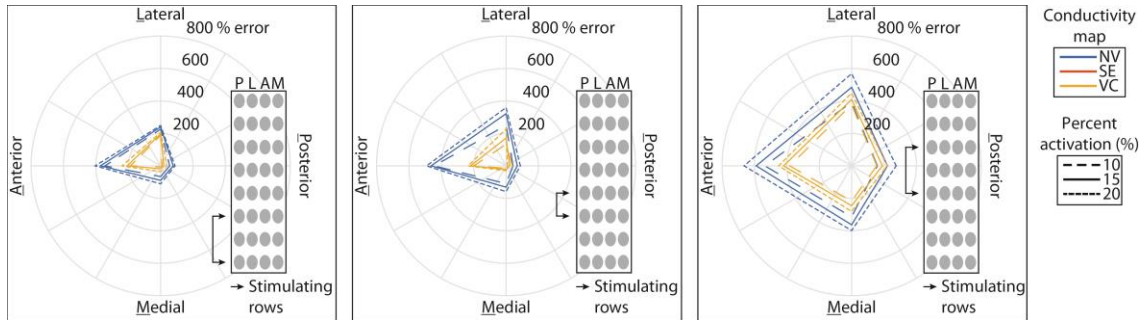 Lateral
800 % error
600
400
200
P L A M
Anterior
Posterior
Medial
Stimulating
rows
Lateral
800 % error
600
400
200
P L A M
Anterior
Posterior
Medial
Stimulating
rows
Lateral
800 % error
600
400
200
P L A M
Anterior
Posterior
Medial
Stimulating
rows
Conductivity
map
NV
SE
VC
Percent
activation (%)
10
15
20